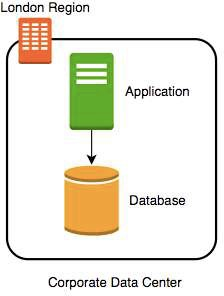 London Region
Application
Database
Corporate Data Center